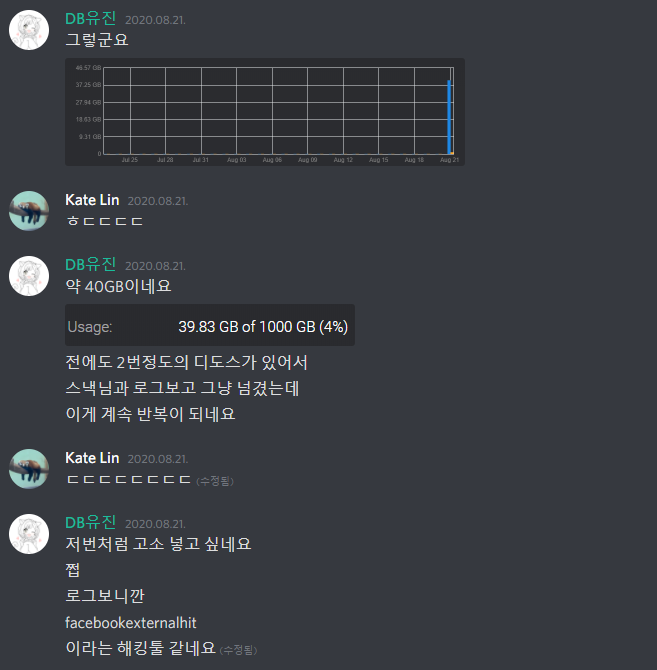 DB유진 2020.08.21.
그렇군요
46.57 GB
37.25 GB
27.94 GB
18.63 GB
9.31 GB
0
Jul 25 Jul 28 Jul 31 Aug 03 Aug 06 Aug 09 Aug 12 Aug 15 Aug 18 Aug 21
Kate Lin 2020.08.21.
ㅎㄷㄷㄷㄷ
DB유진 2020.08.21.
약 40GB이네요
Usage: 39.83 GB of 1000 GB (4%)
전에도 2번정도의 디도스가 있어서
스낵님과 로그보고 그냥 넘겼는데
이게 계속 반복이 되네요
Kate Lin 2020.08.21.
ㄷㄷㄷㄷㄷㄷㄷㄷ (수정됨)
DB유진 2020.08.21.
저번처럼 고소 넣고 싶네요
쩝
로그보니깐
facebookexternalhit
이라는 해킹툴 같네요 (수정됨)